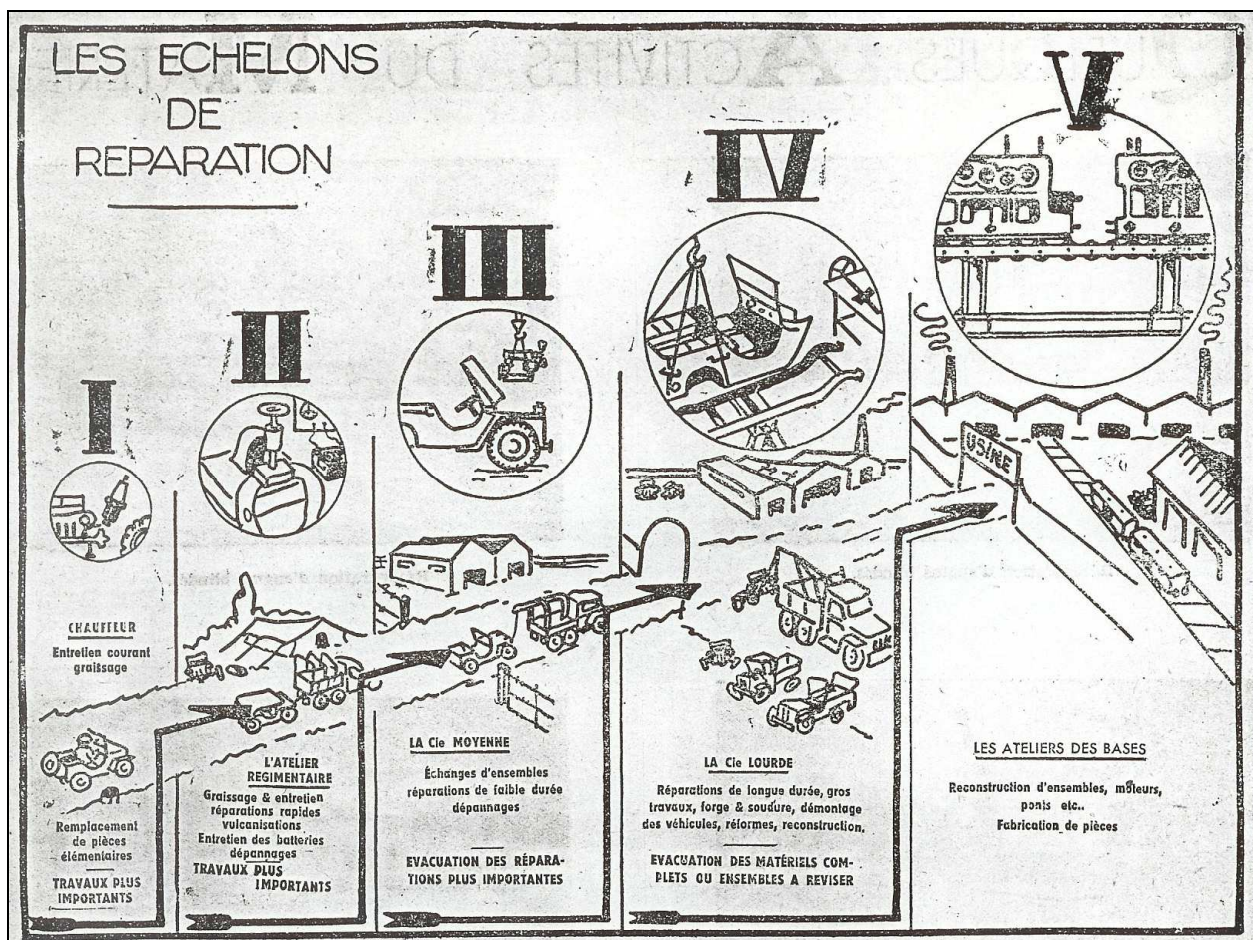 LES ECHELONS
DE
REPARATION
I
CHAUFFEUR
Entretien courant
graissage
Remplacement
de pièces
élémentaires
TRAVAUX PLUS
IMPORTANTS
II
L'ATELIER
REGIMENTAIRE
Graissage & entretien
réparations rapides
vulcanisations
Entretien des batteries
dépannages
TRAVAUX PLUS
IMPORTANTS
III
LA Cie MOYENNE
Échanges d'ensembles
réparations de faible durée
dépannages
EVACUATION DES RÉPARA-
TIONS PLUS IMPORTANTES
IV
LA Cie LOURDE
Réparations de longue durée, gros
travaux, forge & soudure, démontage
des véhicules, réformes, reconstruction.
EVACUATION DES MATÉRIELS COM-
PLETS OU ENSEMBLES A REVISER
V
USINE
LES ATELIERS DES BASES
Reconstruction d'ensembles, moteurs,
ponts etc..
Fabrication de pièces